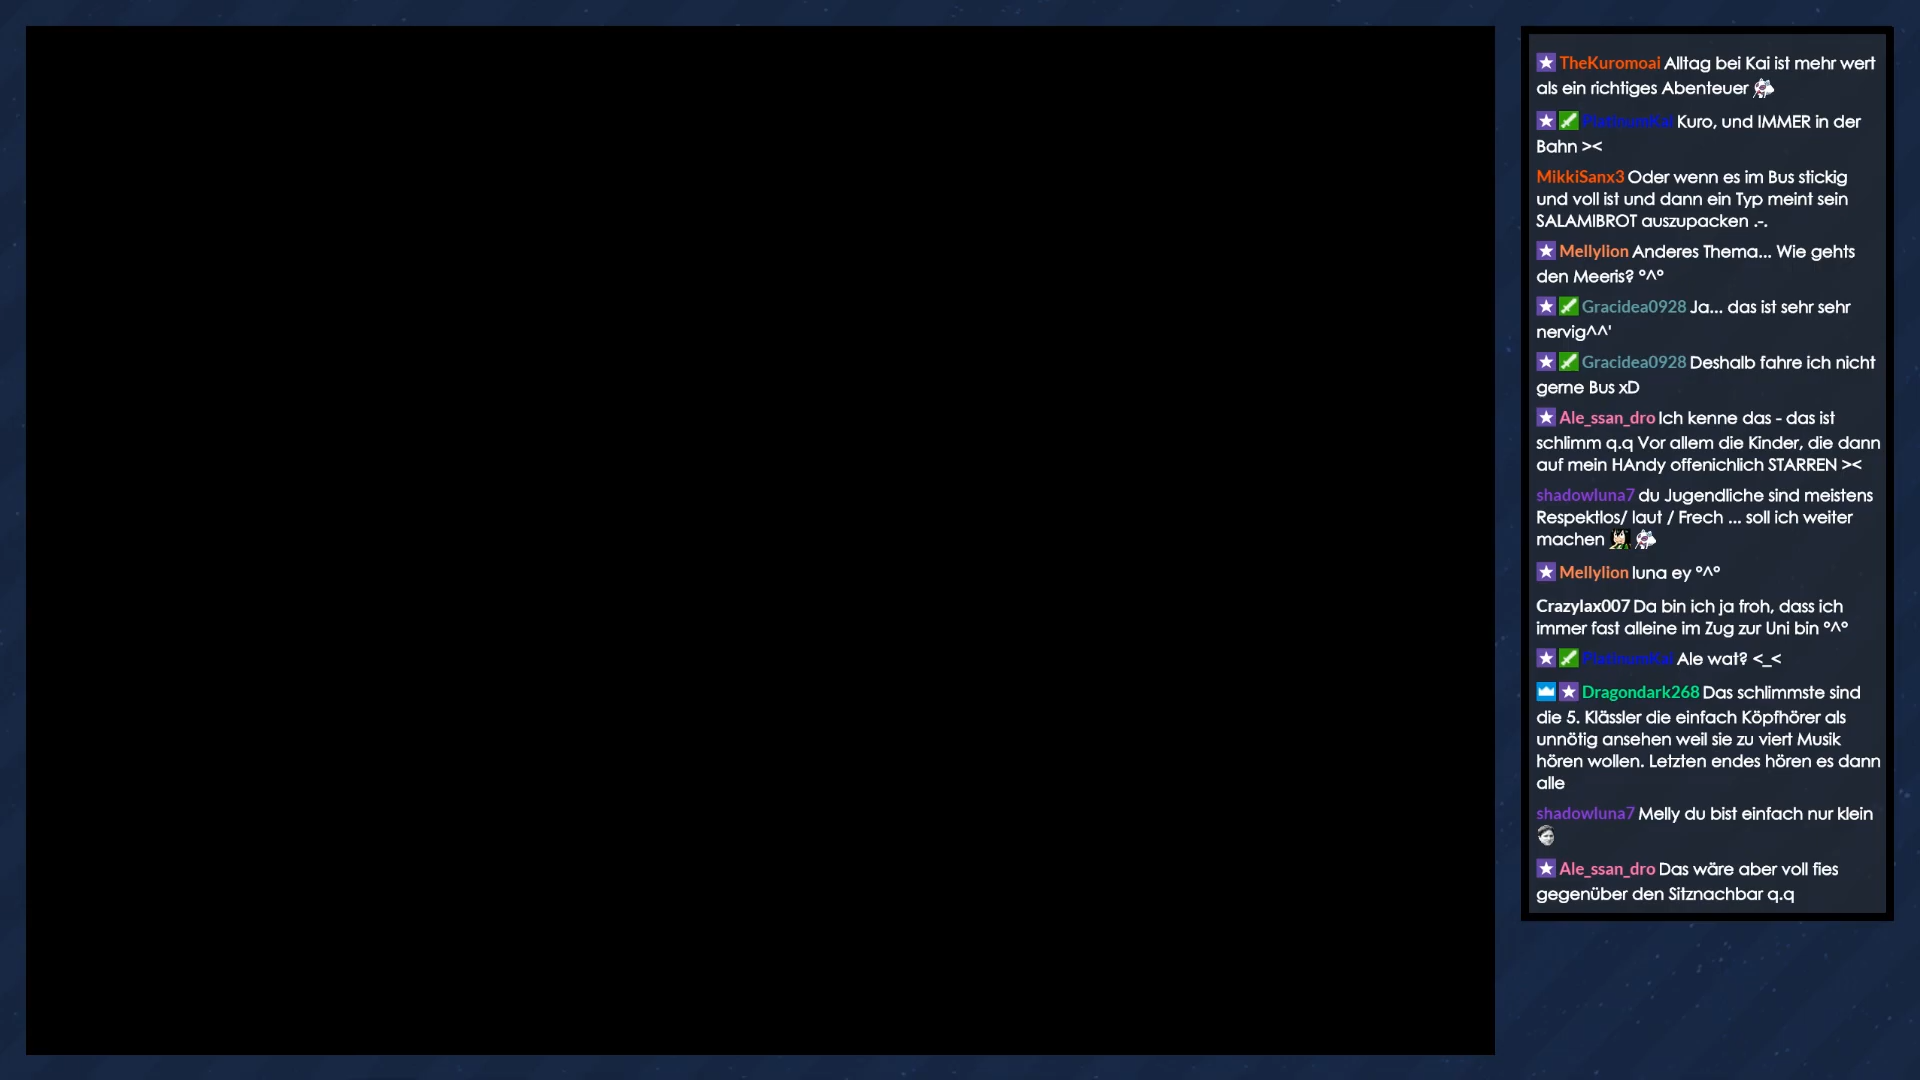 TheKuromoai Alltag bei Kai ist mehr wert
als ein richtiges Abenteuer
PlatinumKai Kuro, und IMMER in der
Bahn ><
MikkiSanx3 Oder wenn es im Bus stickig
und voll ist und dann ein Typ meint sein
SALAMIBROT auszupacken .-.
Mellylion Anderes Thema... Wie gehts
den Meeris? °^°
Gracidea0928 Ja... das ist sehr sehr
nervig^^'
Gracidea0928 Deshalb fahre ich nicht
gerne Bus xD
Ale_ssan_dro Ich kenne das - das ist
schlimm q.q Vor allem die Kinder, die dann
auf mein HAndy offenichlich STARREN ><
shadowluna7 du Jugendliche sind meistens
Respektlos/ laut / Frech ... soll ich weiter
machen
Mellylion luna ey °^°
Crazylax007 Da bin ich ja froh, dass ich
immer fast alleine im Zug zur Uni bin °^°
PlatinumKai Ale wat? <_<
Dragondark268 Das schlimmste sind
die 5. Klässler die einfach Köpfhörer als
unnötig ansehen weil sie zu viert Musik
hören wollen. Letzten endes hören es dann
alle
shadowluna7 Melly du bist einfach nur klein
Ale_ssan_dro Das wäre aber voll fies
gegenüber den Sitznachbar q.q